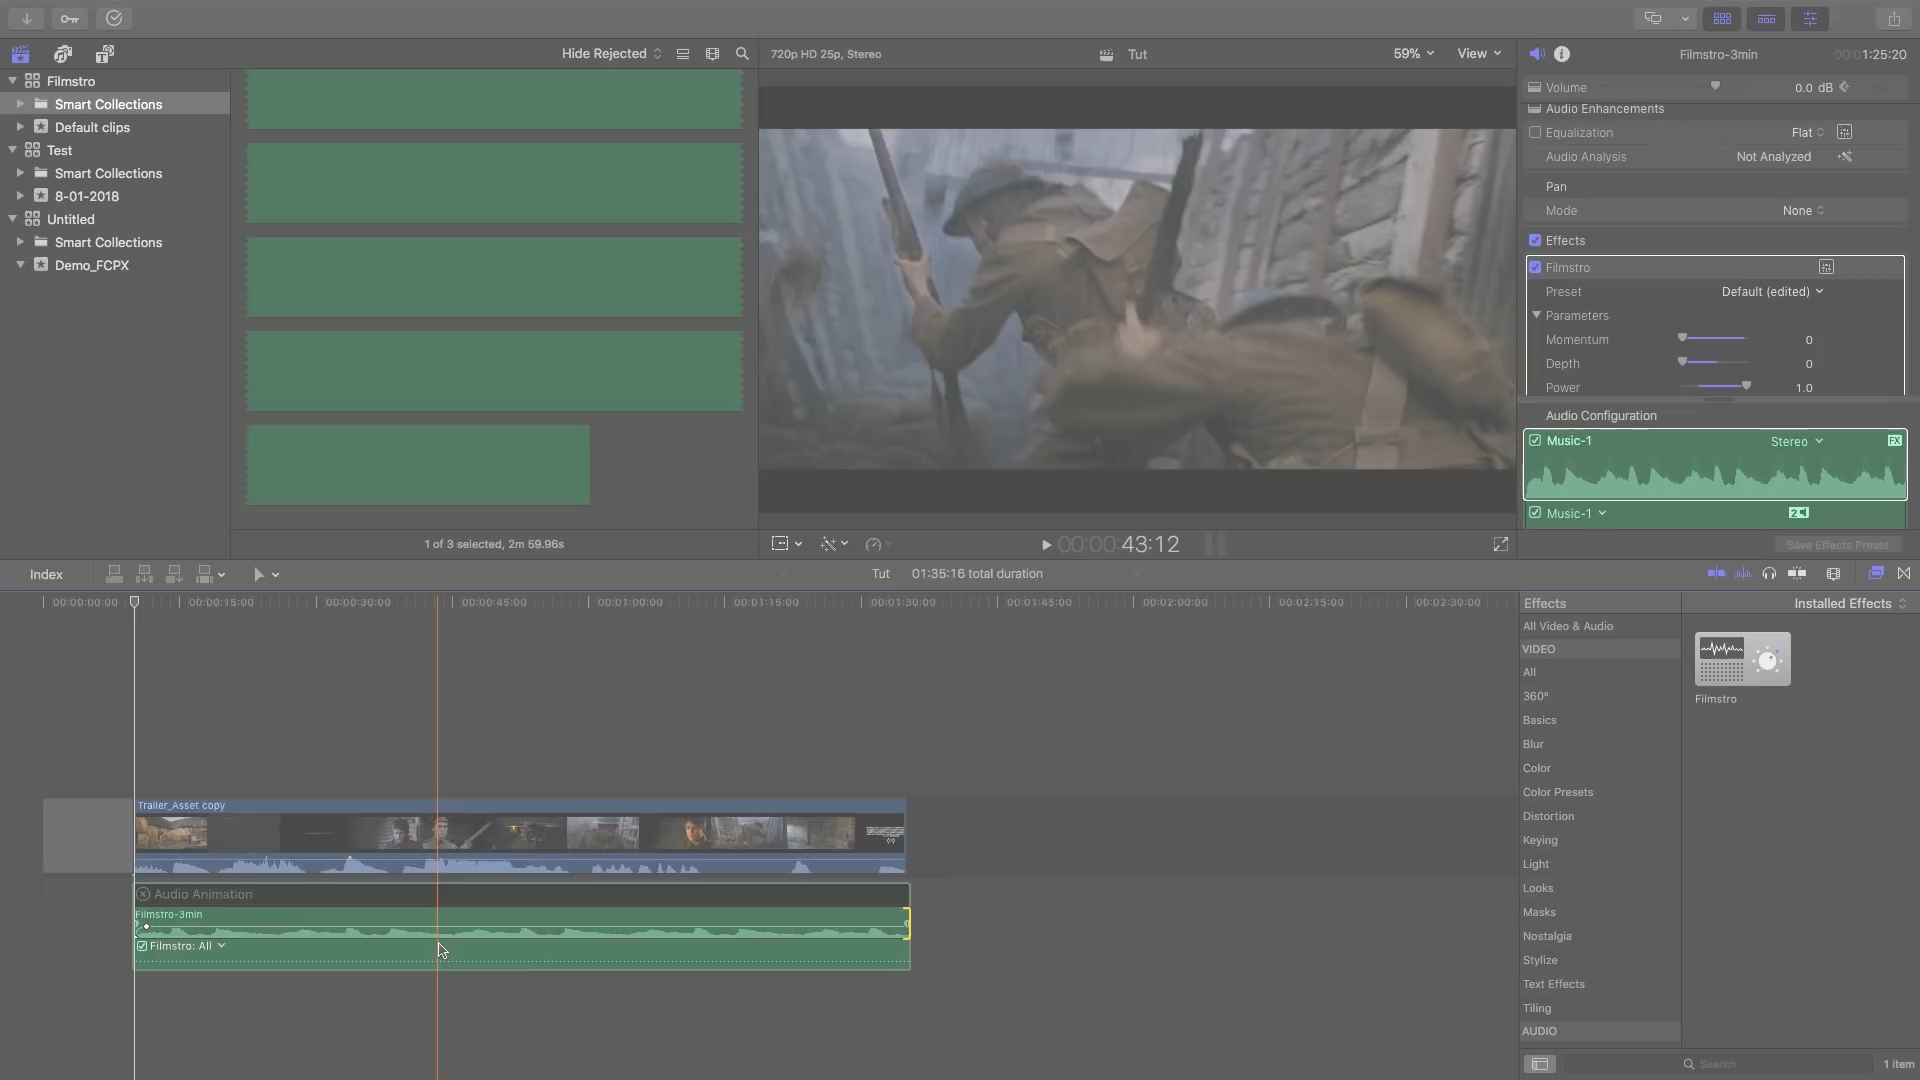 Hide Rejected
720p HD 25p, Stereo
Tut
59%
View
Filmstro-3min
00:01:25:20
Filmstro
Smart Collections
Default clips
Test
Smart Collections
8-01-2018
Untitled
Smart Collections
Demo_FCPX
1 of 3 selected, 2m 59.96s
00:00:43:12
Volume
0.0 dB
Audio Enhancements
Equalization
Flat
Audio Analysis
Not Analyzed
Pan
Mode
None
Effects
Filmstro
Preset
Default (edited)
Parameters
Momentum
0
Depth
0
Power
1.0
Audio Configuration
Music-1
Stereo
FX
Music-1
2
Save Effects Preset
Index
Tut
01:35:16 total duration
00:00:00:00
00:00:15:00
00:00:30:00
00:00:45:00
00:01:00:00
00:01:15:00
00:01:30:00
00:01:45:00
00:02:00:00
00:02:15:00
00:02:30:00
Trailer_Asset copy
Audio Animation
Filmstro-3min
Filmstro: All
Effects
Installed Effects
All Video & Audio
VIDEO
All
360°
Basics
Blur
Color
Color Presets
Distortion
Keying
Light
Looks
Masks
Nostalgia
Stylize
Text Effects
Tiling
AUDIO
Filmstro
Search
1 item